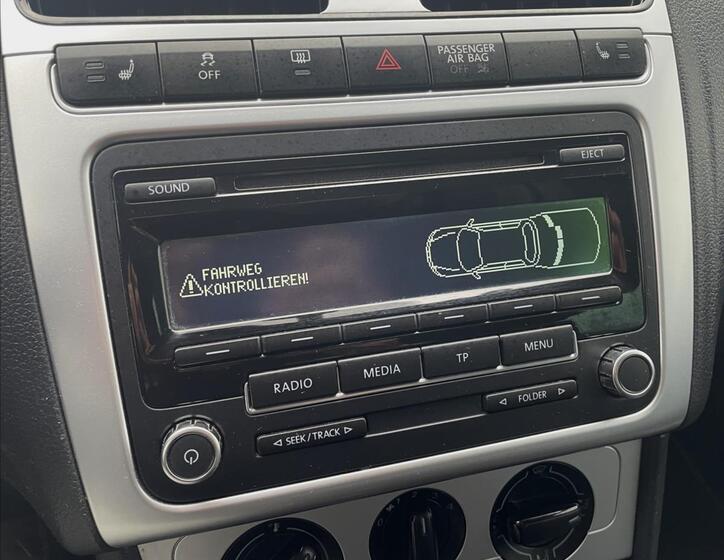 OFF
PASSENGER
AIR BAG
OFF
SOUND
EJECT
FAHRWEG
KONTROLLIEREN!
RADIO
MEDIA
TP
MENU
SEEK/TRACK
FOLDER